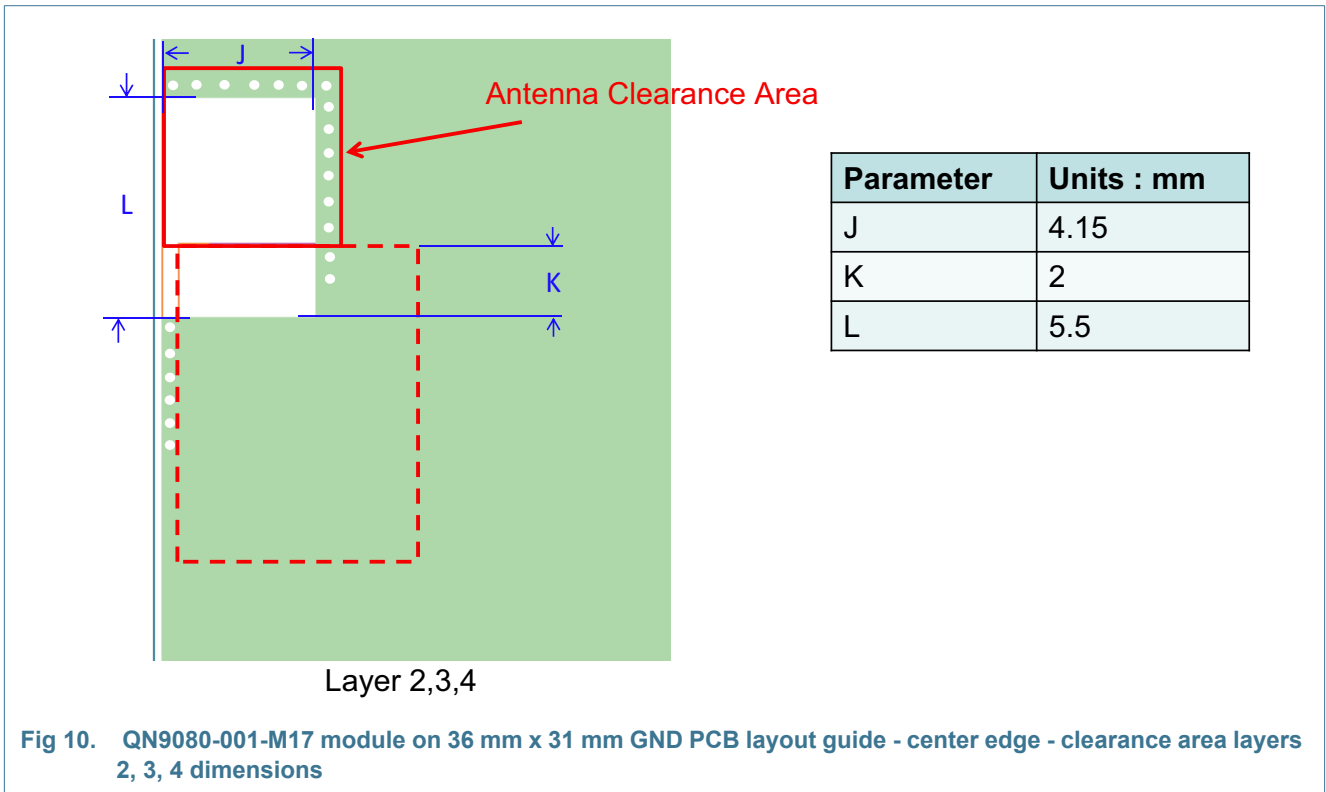 J
Antenna Clearance Area
L
K
Parameter Units : mm
J 4.15
K 2
L 5.5
Layer 2,3,4
Fig 10. QN9080-001-M17 module on 36 mm x 31 mm GND PCB layout guide - center edge - clearance area layers
2, 3, 4 dimensions